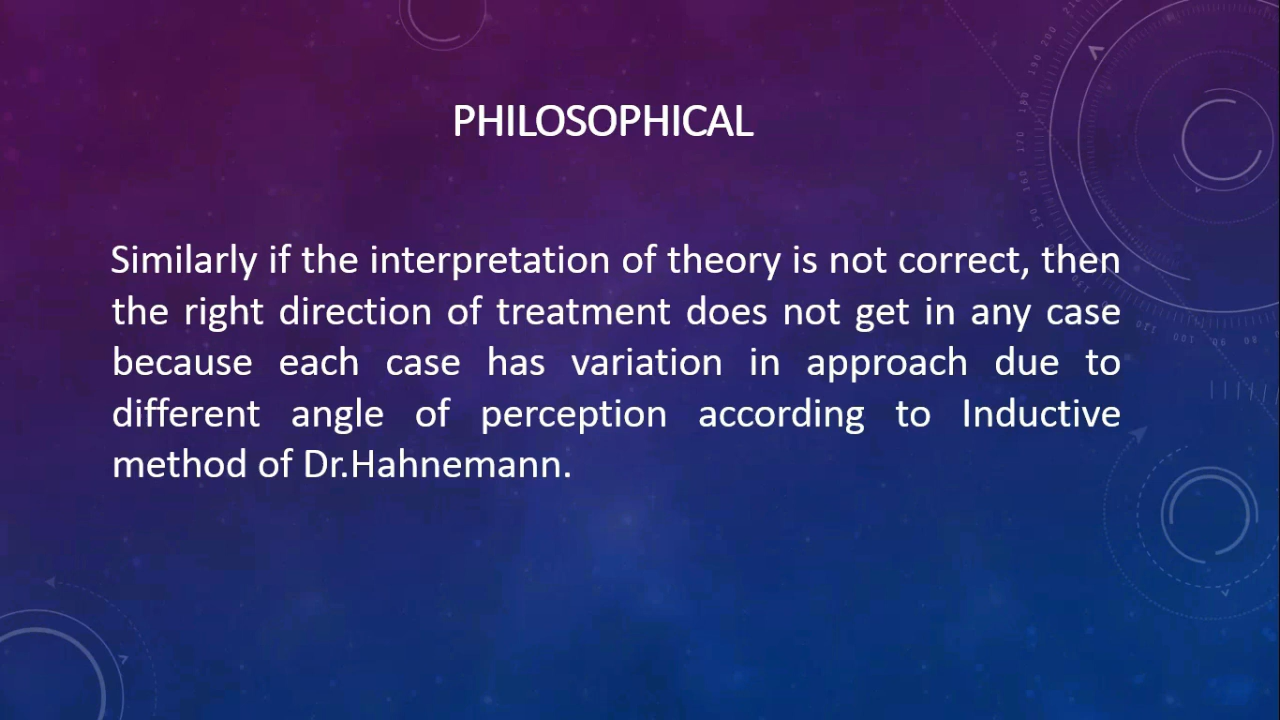 PHILOSOPHICAL
Similarly if the interpretation of theory is not correct, then
the right direction of treatment does not get in any case
because each case has variation in approach due to
different angle of perception according to Inductive
method of Dr.Hahnemann.